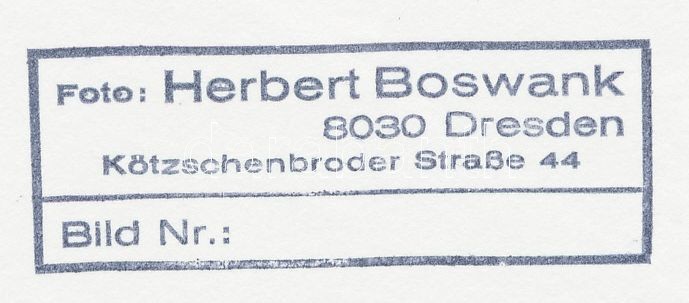 Foto: Herbert Boswank
8030 Dresden
Kötzschenbroder Straße 44
Bild Nr.: